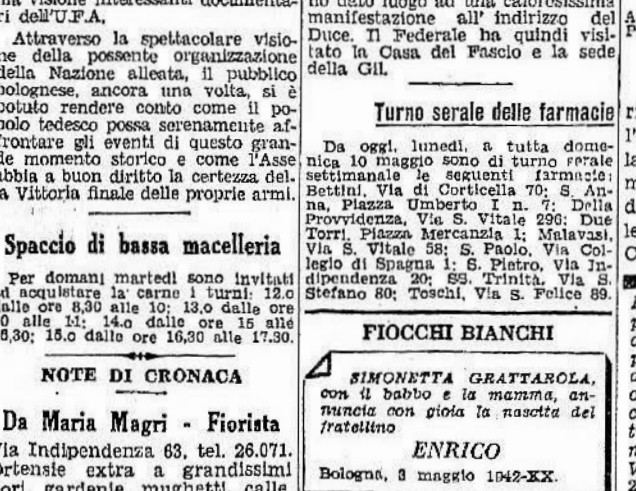 una visione interessanti documenta-
ri dell'U.F.A.
Attraverso la spettacolare visio-
ne della possente organizzazione
della Nazione alleata, il pubblico
bolognese, ancora una volta, si è
potuto rendere conto come il po-
polo tedesco possa serenamente af-
frontare gli eventi di questo gran-
de momento storico e come l'Asse
abbia a buon diritto la certezza del-
la Vittoria finale delle proprie armi.
Spaccio di bassa macelleria
Per domani martedì sono invitati
ad acquistare la carne i turni: 12.o
dalle ore 8,30 alle 10; 13.o dalle ore
10 alle 11; 14.o dalle ore 15 alle
16,30; 15.o dalle ore 16,30 alle 17.30.
NOTE DI CRONACA
Da Maria Magri - Fiorista
Via Indipendenza 63, tel. 26.071.
Ortensie extra a grandissimi
fiori, gardenie, mughetti, calle,
no dato luogo ad una calorosissima
manifestazione all' indirizzo del
Duce. Il Federale ha quindi visi-
tato la Casa del Fascio e la sede
della Gil.
Turno serale delle farmacie
Da oggi, lunedì, a tutta dome-
nica 10 maggio sono di turno serale
settimanale le seguenti farmacie:
Bettini, Via di Corticella 70; S. An-
na, Piazza Umberto I n. 7; Della
Provvidenza, Via S. Vitale 296; Due
Torri, Piazza Mercanzia 1; Malavasi,
Via S. Vitale 58; S. Paolo, Via Col-
legio di Spagna 1; S. Pietro, Via In-
dipendenza 20; SS. Trinità, Via S.
Stefano 80; Toschi, Via S. Felice 89.
FIOCCHI BIANCHI
SIMONETTA GRATTAROLA,
con il babbo e la mamma, an-
nuncia con gioia la nascita del
fratellino
ENRICO
Bologna, 3 maggio 1942-XX.